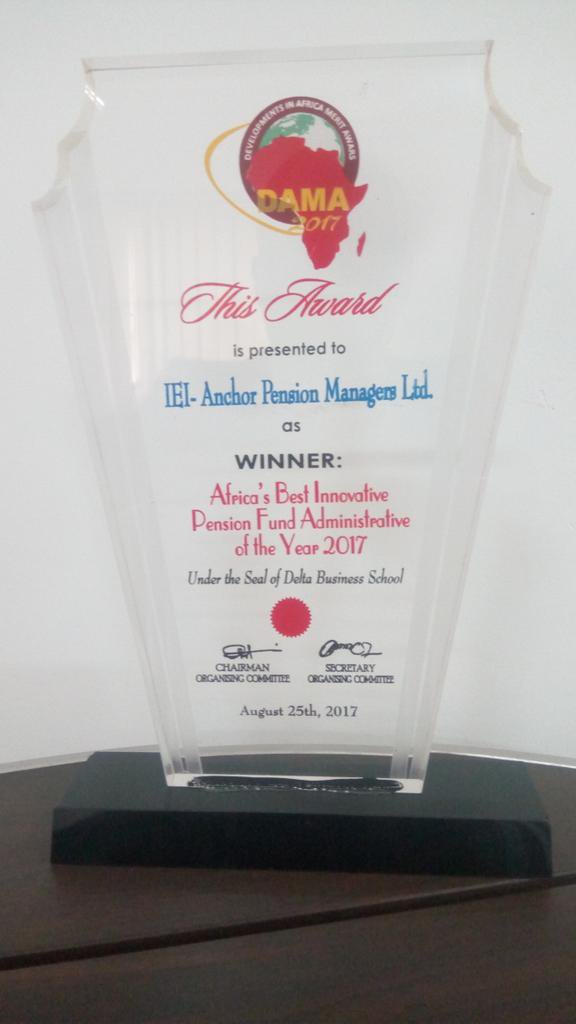 DEVELOPMENTS IN AFRICA MERIT AWARDS
DAMA
2017
This Award
is presented to
IEI- Anchor Pension Managers Ltd.
as
WINNER:
Africa's Best Innovative
Pension Fund Administrative
of the Year 2017
Under the Seal of Delta Business School
CHAIRMAN
ORGANISING COMMITTEE
SECRETARY
ORGANISING COMMITTEE
August 25th, 2017